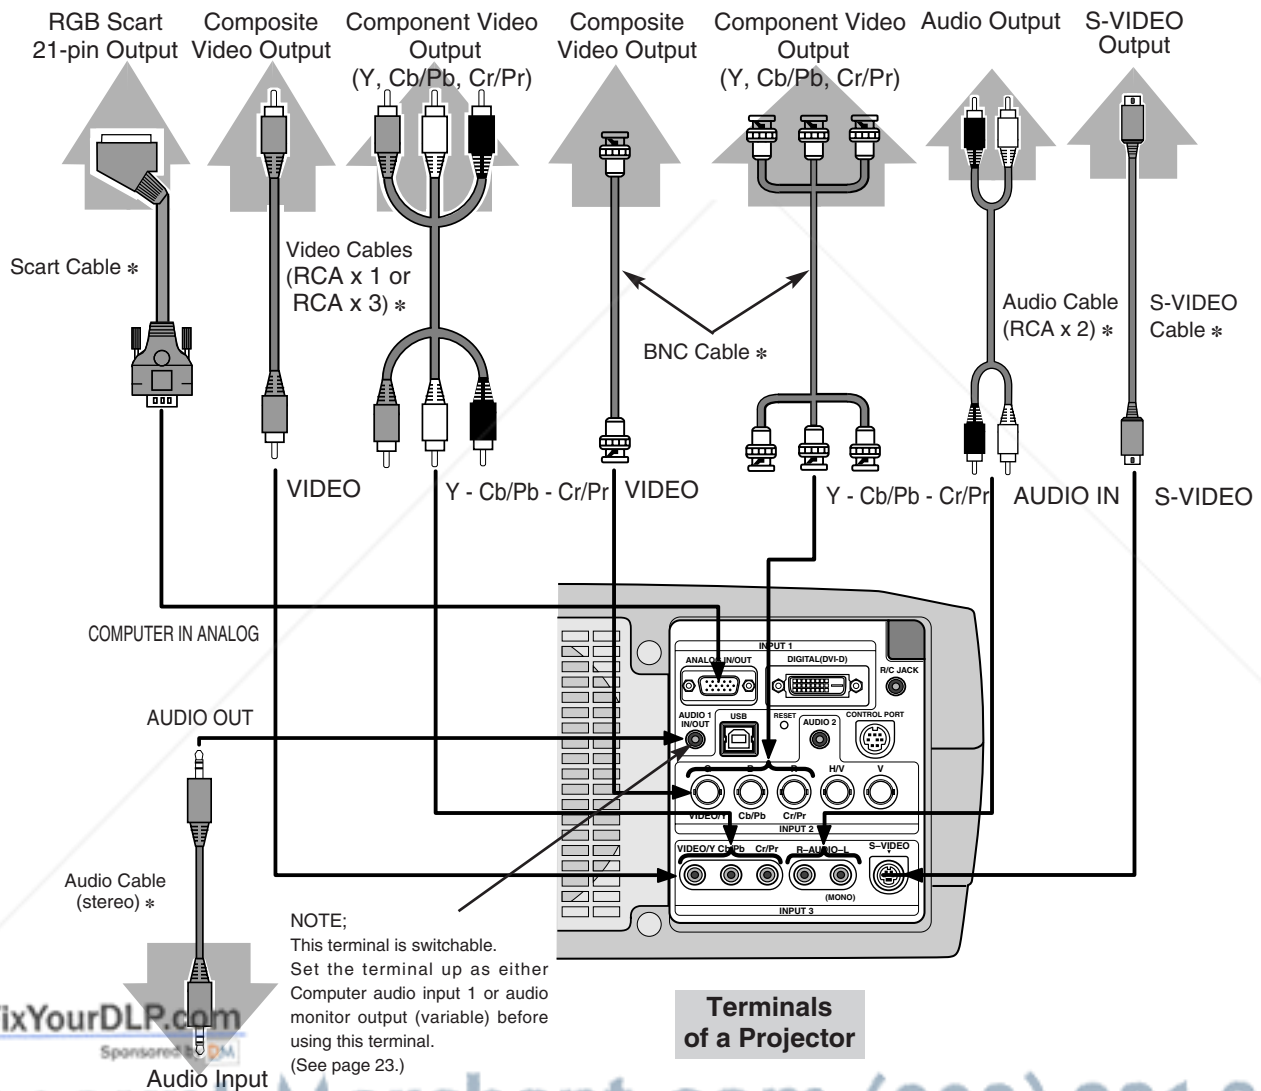 RGB Scart
21-pin Output
Composite
Video Output
Component Video
Output
(Y, Cb/Pb, Cr/Pr)
Composite
Video Output
Component Video
Output
(Y, Cb/Pb, Cr/Pr)
Audio Output
S-VIDEO
Output
Scart Cable *
Video Cables
(RCA x 1 or
RCA x 3) *
BNC Cable *
Audio Cable
(RCA x 2) *
S-VIDEO
Cable *
VIDEO
Y - Cb/Pb - Cr/Pr
VIDEO
Y - Cb/Pb - Cr/Pr
AUDIO IN
S-VIDEO
COMPUTER IN ANALOG
AUDIO OUT
INPUT 1
ANALOG IN/OUT
DIGITAL(DVI-D)
R/C JACK
AUDIO 1
IN/OUT
USB
RESET
AUDIO 2
CONTROL PORT
G
B
R
H/V
V
VIDEO/Y
Cb/Pb
Cr/Pr
INPUT 2
VIDEO/Y Cb/Pb Cr/Pr
R–AUDIO–L
S–VIDEO
(MONO)
INPUT 3
Audio Cable
(stereo) *
NOTE;
This terminal is switchable.
Set the terminal up as either
Computer audio input 1 or audio
monitor output (variable) before
using this terminal.
(See page 23.)
Terminals
of a Projector
ixYourDLP.com
Sponsored by DM
Audio Input